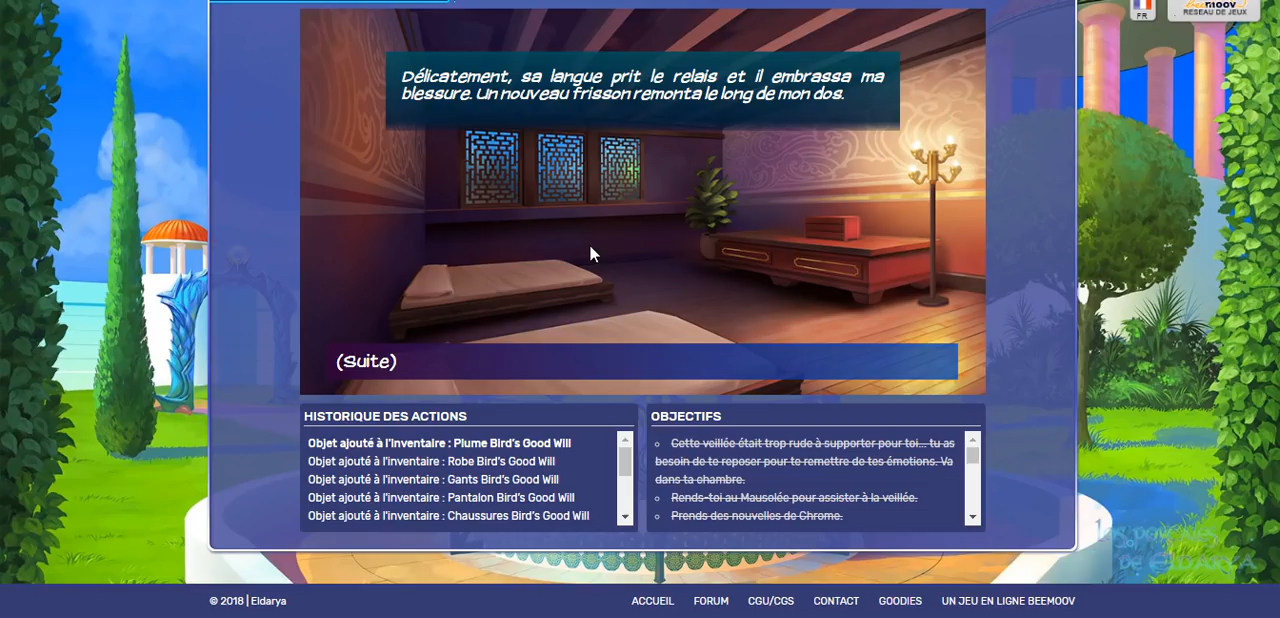 FR
beemoov
RESEAU DE JEUX
Délicatement, sa langue prit le relais et il embrassa ma
blessure. Un nouveau frisson remonta le long de mon dos.
(Suite)
HISTORIQUE DES ACTIONS
Objet ajouté à l'inventaire : Plume Bird's Good Will
Objet ajouté à l'inventaire : Robe Bird's Good Will
Objet ajouté à l'inventaire : Gants Bird's Good Will
Objet ajouté à l'inventaire : Pantalon Bird's Good Will
Objet ajouté à l'inventaire : Chaussures Bird's Good Will
OBJECTIFS
Cette veillée était trop rude à supporter pour toi... tu as
besoin de te reposer pour te remettre de tes émotions. Va
dans ta chambre.
Rends-toi au Mausolée pour assister à la veillée.
Prends des nouvelles de Chrome.
DE ELDARYA
© 2018 | Eldarya
ACCUEIL FORUM CGU/CGS CONTACT GOODIES UN JEU EN LIGNE BEEMOOV